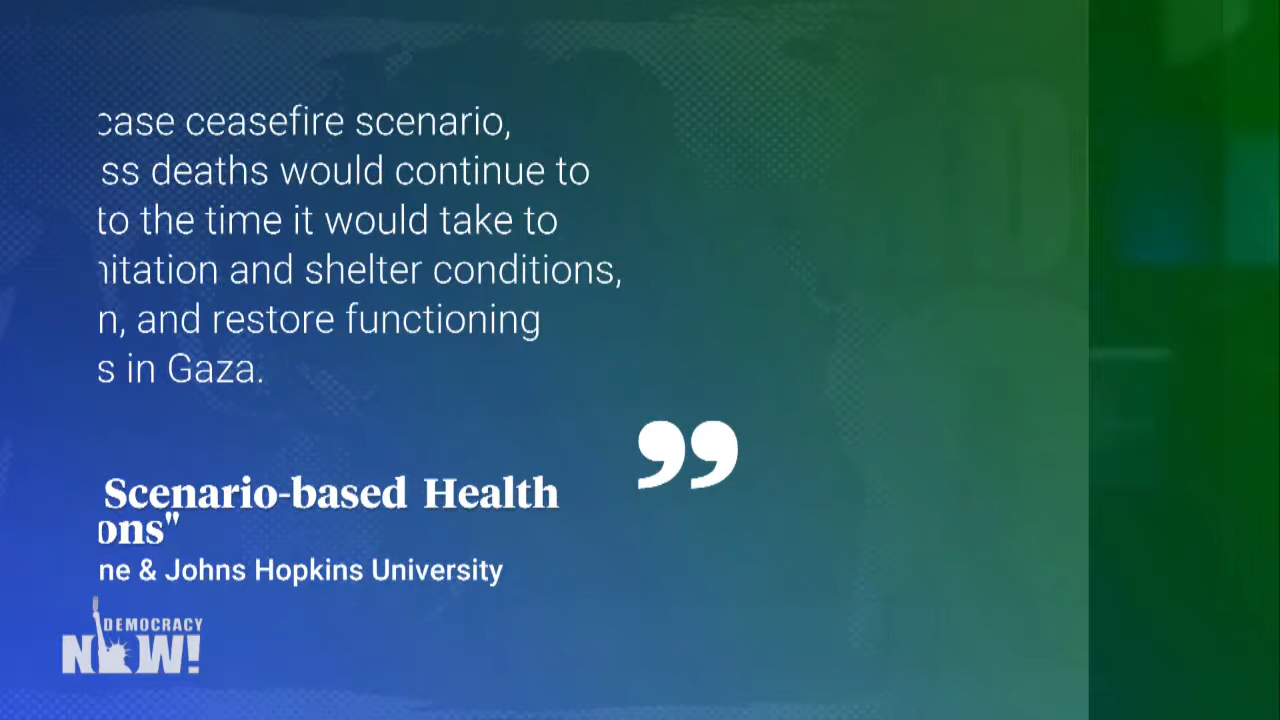 case ceasefire scenario,
ss deaths would continue to
to the time it would take to
nitation and shelter conditions,
n, and restore functioning
s in Gaza.
”
Scenario-based Health
ons"
ne & Johns Hopkins University
DEMOCRACY
NOW!